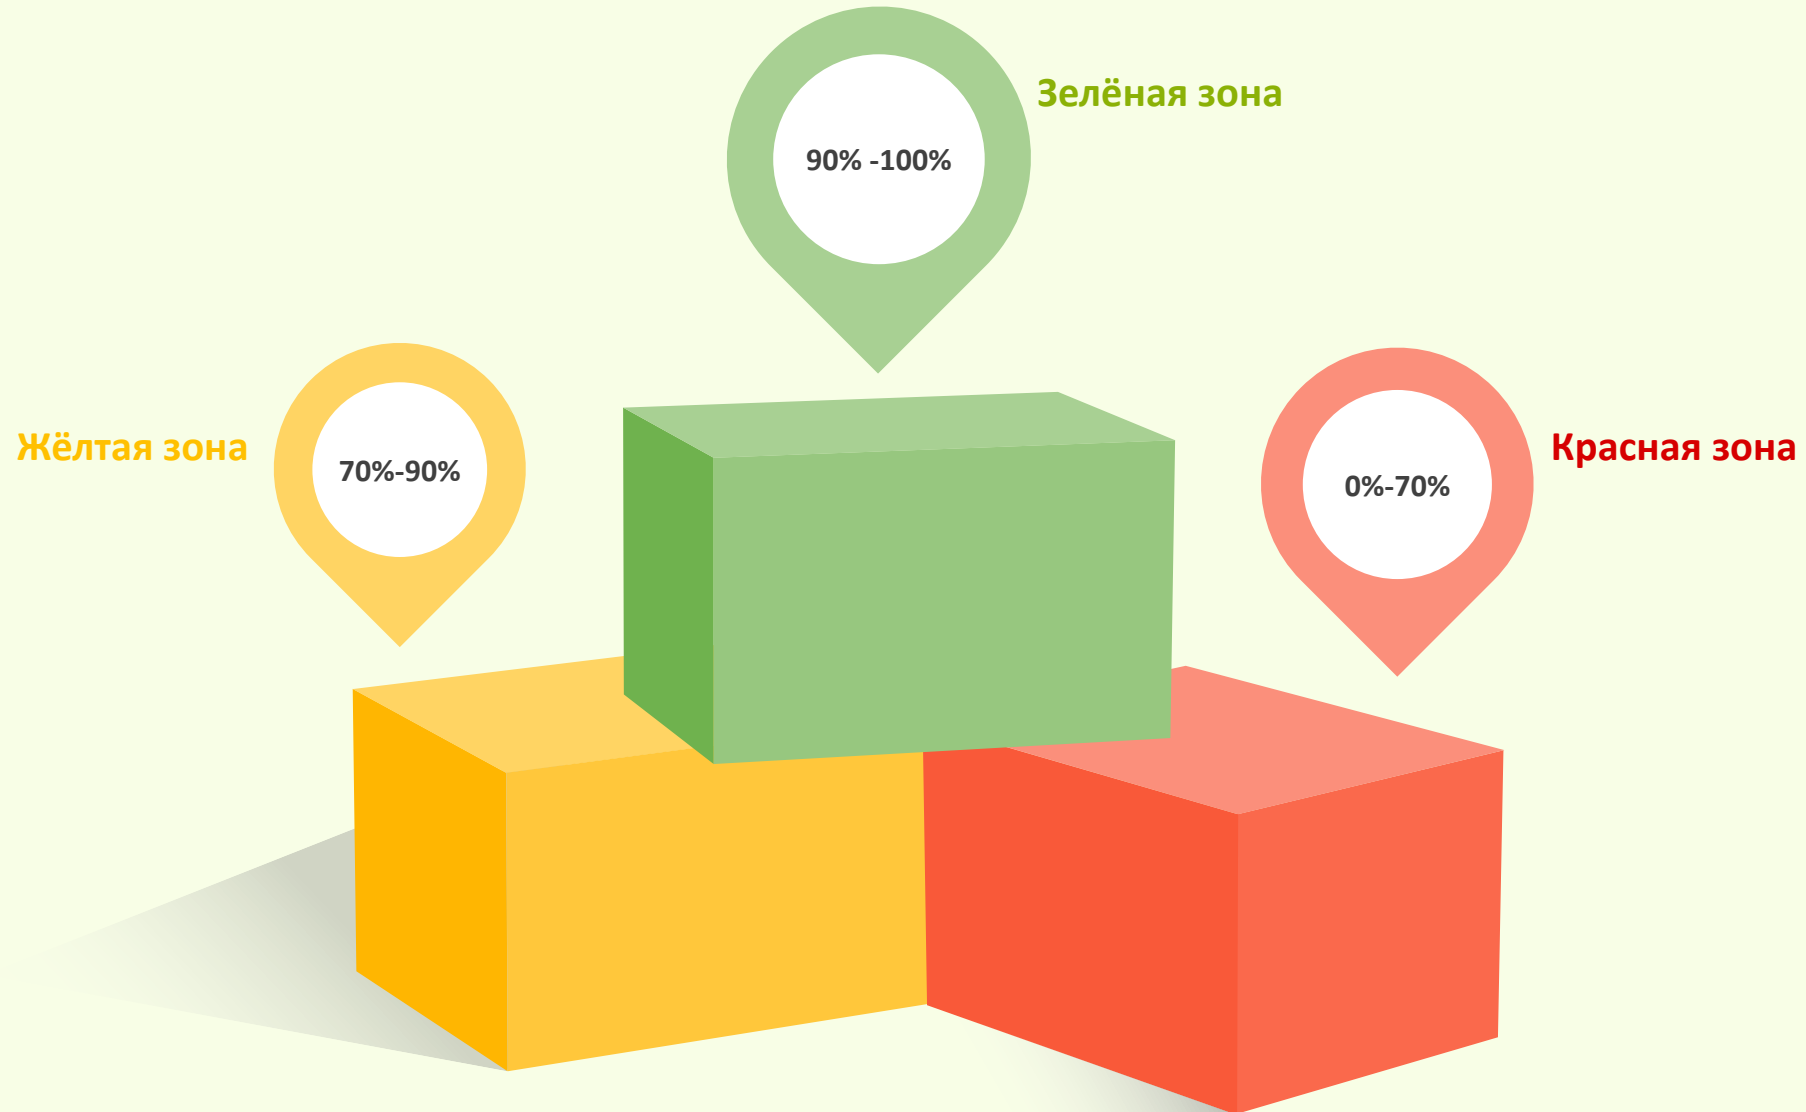 Зелёная зона
90% -100%
Жёлтая зона
70%-90%
Красная зона
0%-70%